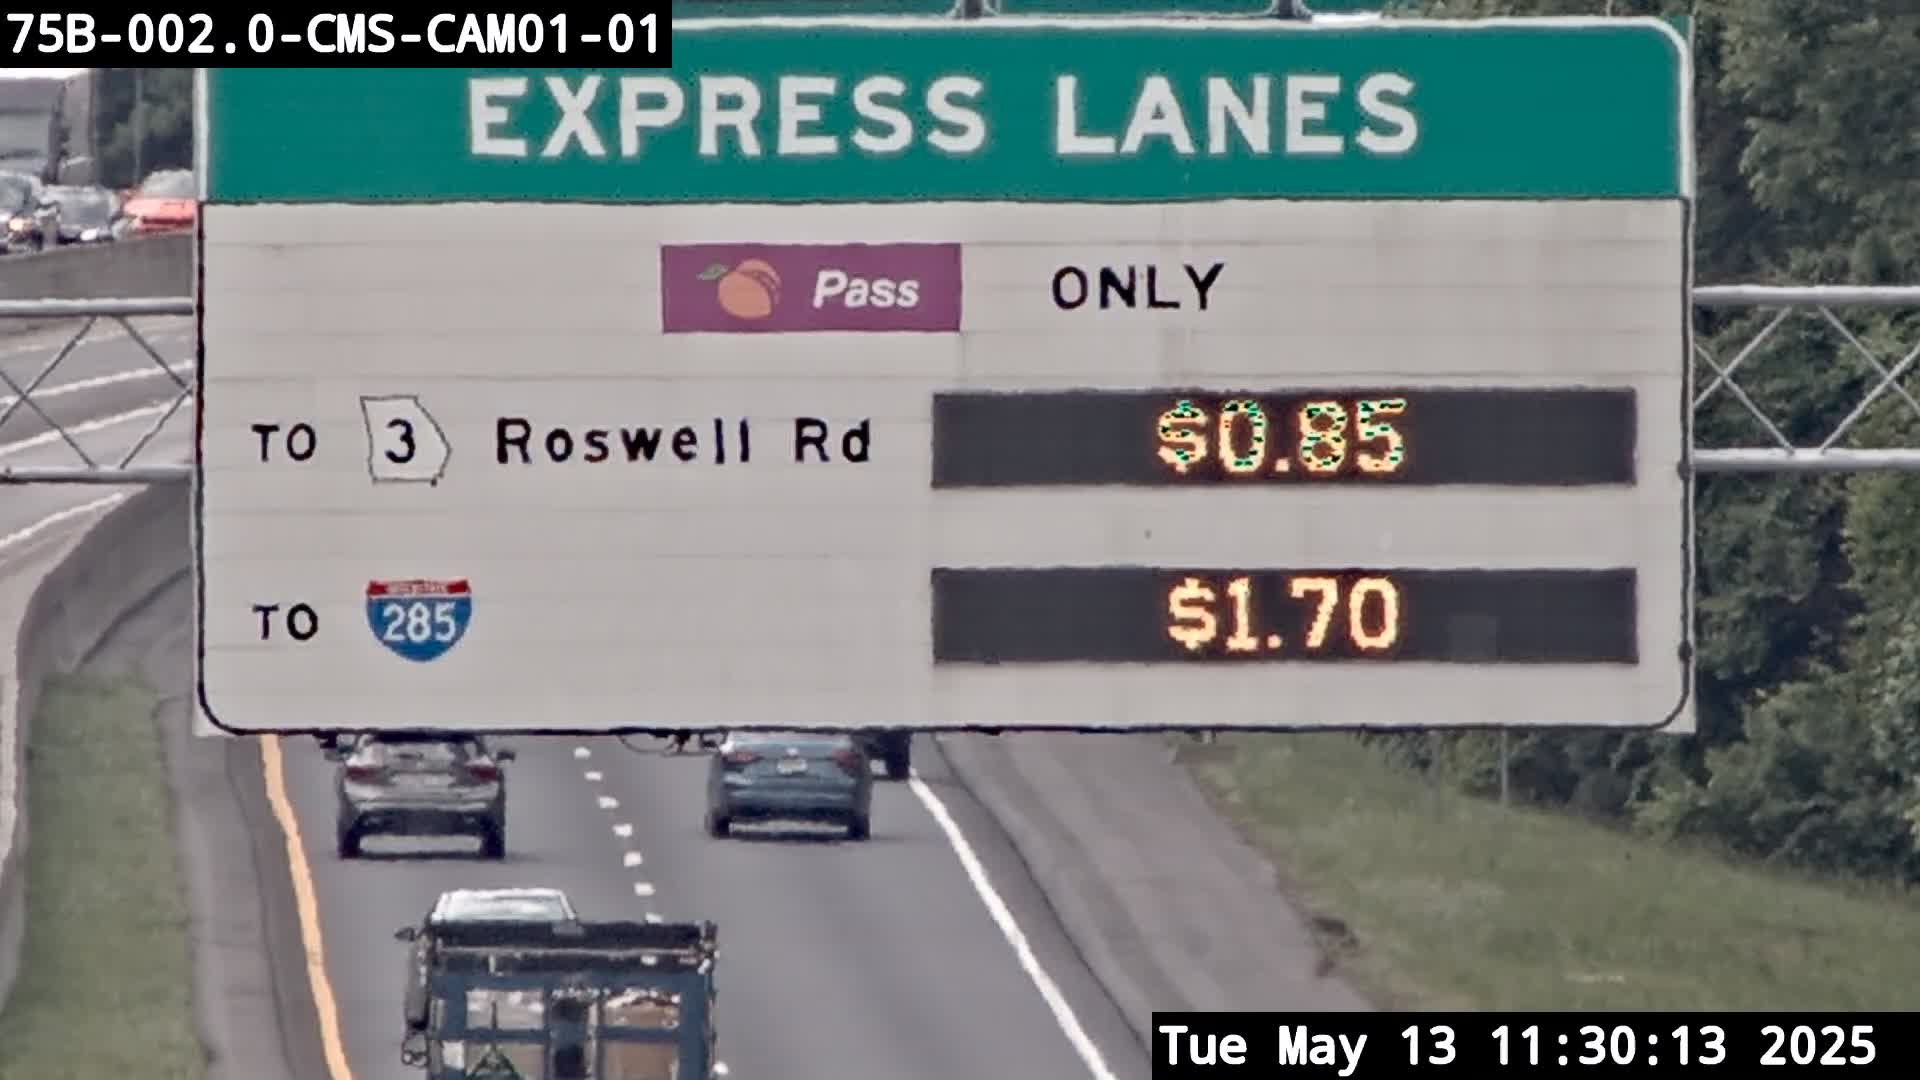 75B-002.0-CMS-CAM01-01
EXPRESS LANES
Pass ONLY
TO 3 Roswell Rd $0.85
TO 285 $1.70
Tue May 13 11:30:13 2025